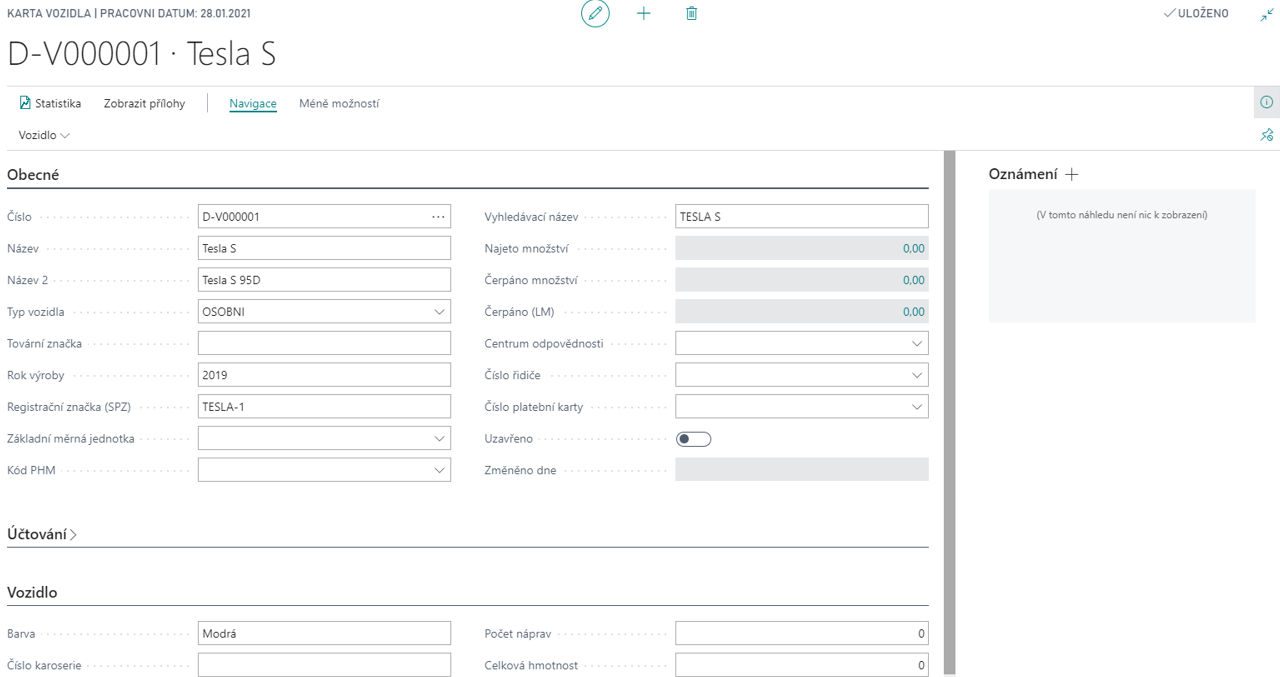 KARTA VOZIDLA | PRACOVNI DATUM: 28.01.2021
ULOŽENO
D-V000001 · Tesla S
Statistika Zobrazit přílohy Navigace Méně možností
Vozidlo
Obecné
Číslo D-V000001 ···
Název Tesla S
Název 2 Tesla S 95D
Typ vozidla OSOBNI
Tovární značka
Rok výroby 2019
Registrační značka (SPZ) TESLA-1
Základní měrná jednotka
Kód PHM
Vyhledávací název TESLA S
Najeto množství 0,00
Čerpáno množství 0,00
Čerpáno (LM) 0,00
Centrum odpovědnosti
Číslo řidiče
Číslo platební karty
Uzavřeno
Změněno dne
Účtování
Vozidlo
Barva Modrá
Číslo karoserie
Počet náprav 0
Celková hmotnost 0
Oznámení
(V tomto náhledu není nic k zobrazení)